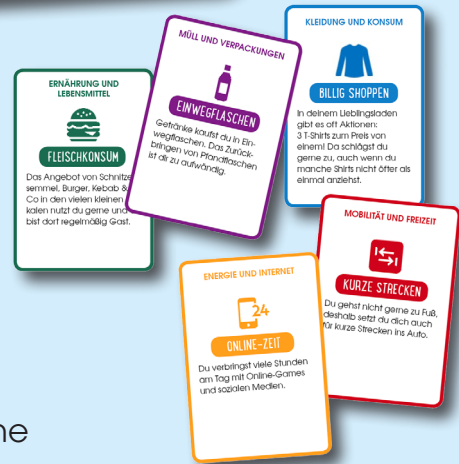 ERNÄHRUNG UND
LEBENSMITTEL
FLEISCHKONSUM
Das Angebot von Schnitze
semmel, Burger, Kebab &
Co in den vielen kleinen
kalen nutzt du gerne und
bist dort regelmäßig Gast.
MÜLL UND VERPACKUNGEN
EINWEGFLASCHEN
Getränke kaufst du in Ein-
wegflaschen. Das Zurück-
bringen von Pfandflaschen
ist dir zu aufwändig.
KLEIDUNG UND KONSUM
BILLIG SHOPPEN
In deinem Lieblingsladen
gibt es oft Aktionen:
3 T-Shirts zum Preis von
einem! Da schlägst du
gerne zu, auch wenn du
manche Shirts nicht öfter als
einmal anziehst.
MOBILITÄT UND FREIZEIT
KURZE STRECKEN
Du gehst nicht gerne zu Fuß,
deshalb setzt du dich auch
für kurze Strecken ins Auto.
ENERGIE UND INTERNET
24
ONLINE-ZEIT
Du verbringst viele Stunden
am Tag mit Online-Games
und sozialen Medien.
ne